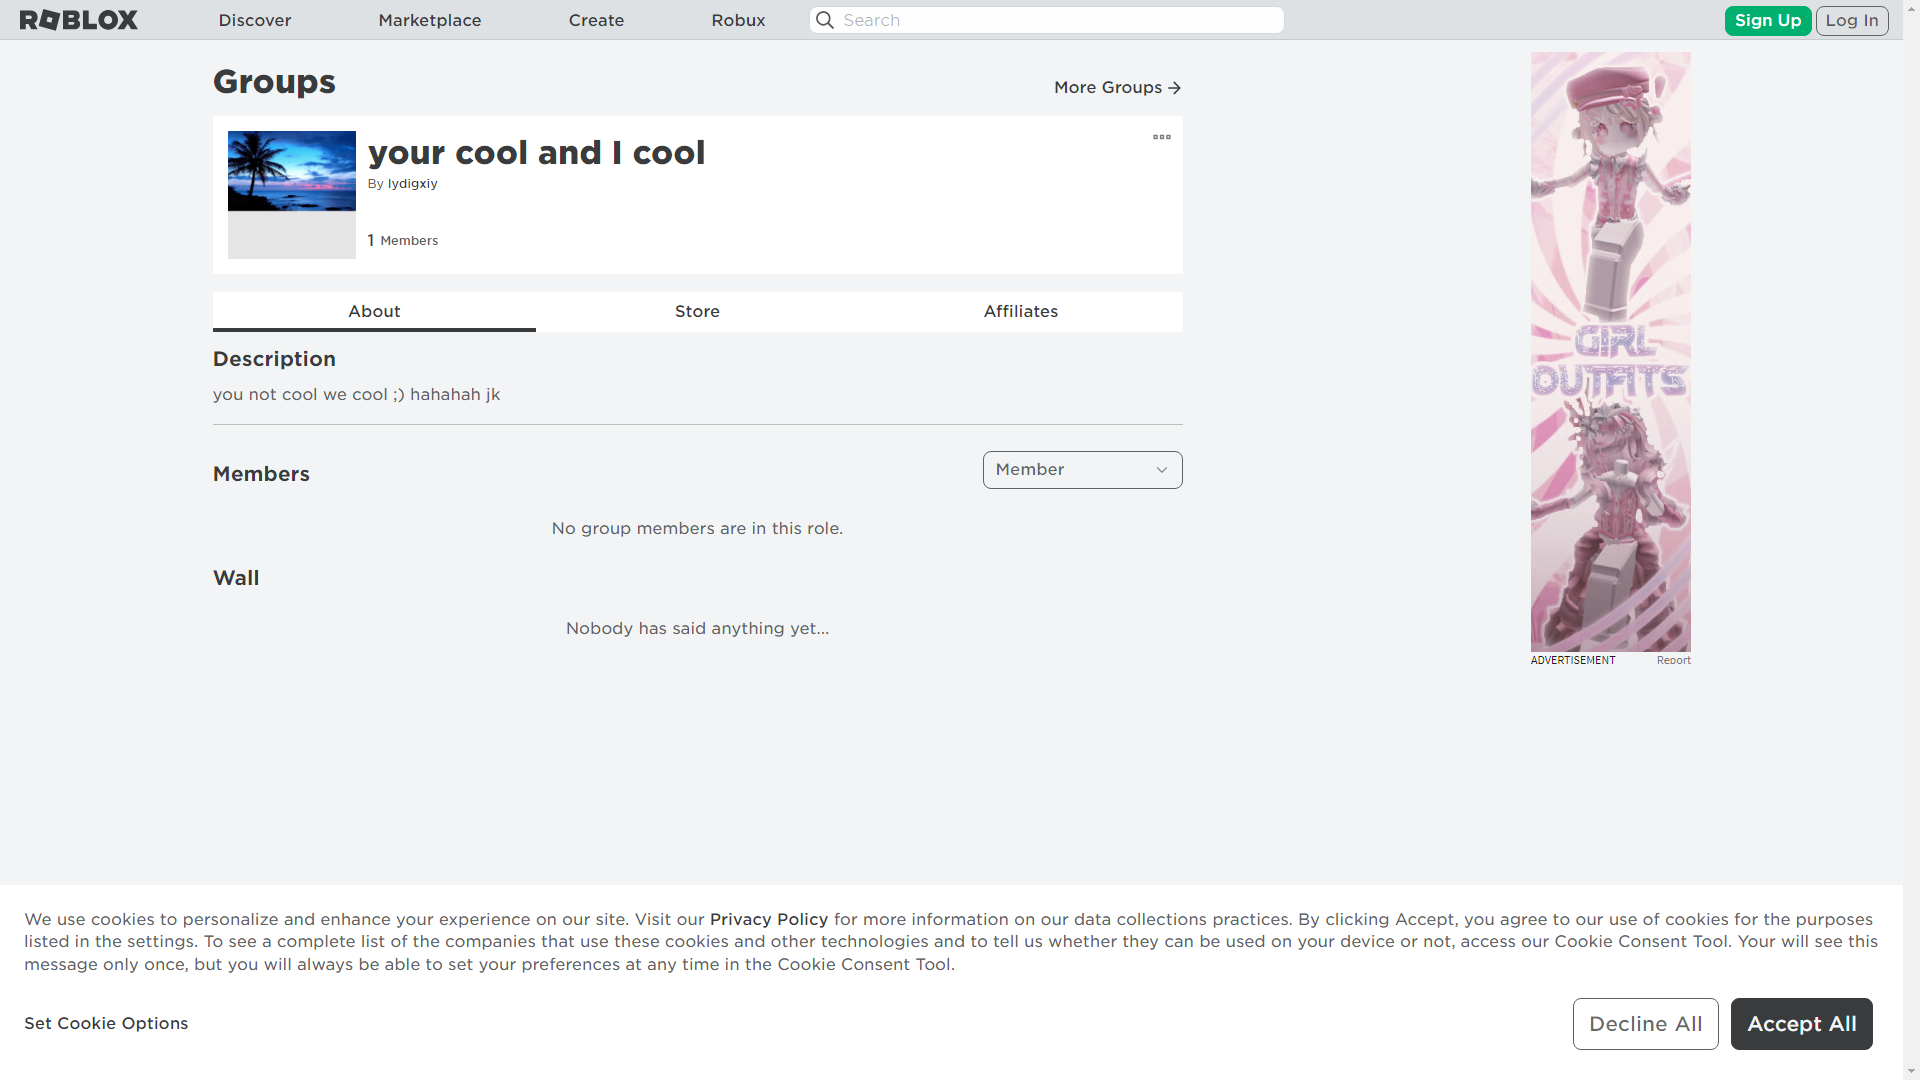 ROBLOX
Discover
Marketplace
Create
Robux
Search
Sign Up
Log In
Groups
More Groups
your cool and I cool
By lydigxiy
1 Members
About
Store
Affiliates
Description
you not cool we cool ;) hahahah jk
Members
Member
No group members are in this role.
Wall
Nobody has said anything yet...
GIRL
OUTFITS
ADVERTISEMENT
Report
We use cookies to personalize and enhance your experience on our site. Visit our Privacy Policy for more information on our data collections practices. By clicking Accept, you agree to our use of cookies for the purposes
listed in the settings. To see a complete list of the companies that use these cookies and other technologies and to tell us whether they can be used on your device or not, access our Cookie Consent Tool. Your will see this
message only once, but you will always be able to set your preferences at any time in the Cookie Consent Tool.
Set Cookie Options
Decline All
Accept All